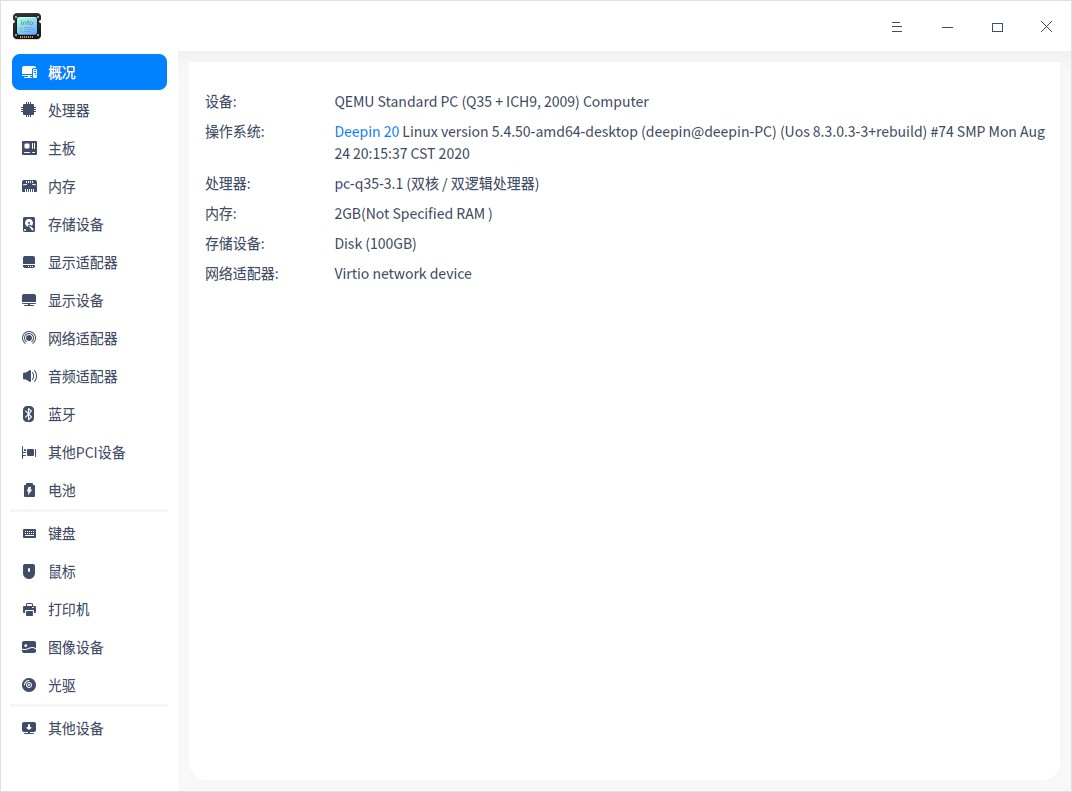 info
概况
处理器
主板
内存
存储设备
显示适配器
显示设备
网络适配器
音频适配器
蓝牙
其他PCI设备
电池
键盘
鼠标
打印机
图像设备
光驱
其他设备
设备: QEMU Standard PC (Q35 + ICH9, 2009) Computer
操作系统: Deepin 20 Linux version 5.4.50-amd64-desktop (deepin@deepin-PC) (Uos 8.3.0.3-3+rebuild) #74 SMP Mon Aug
24 20:15:37 CST 2020
处理器: pc-q35-3.1 (双核 / 双逻辑处理器)
内存: 2GB(Not Specified RAM )
存储设备: Disk (100GB)
网络适配器: Virtio network device